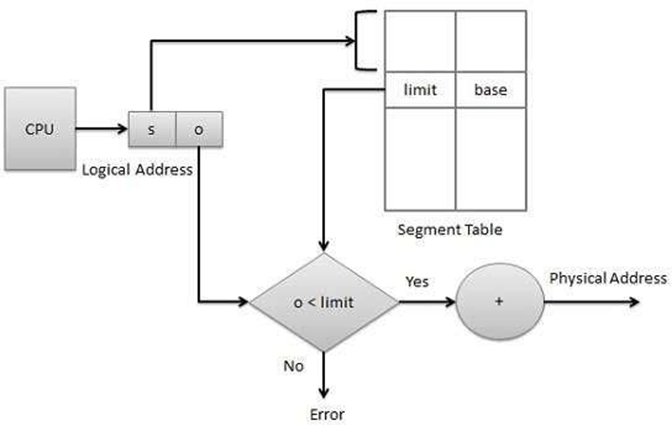 limit base
CPU
s o
Logical Address
Segment Table
Yes
Physical Address
o < limit
+
No
Error